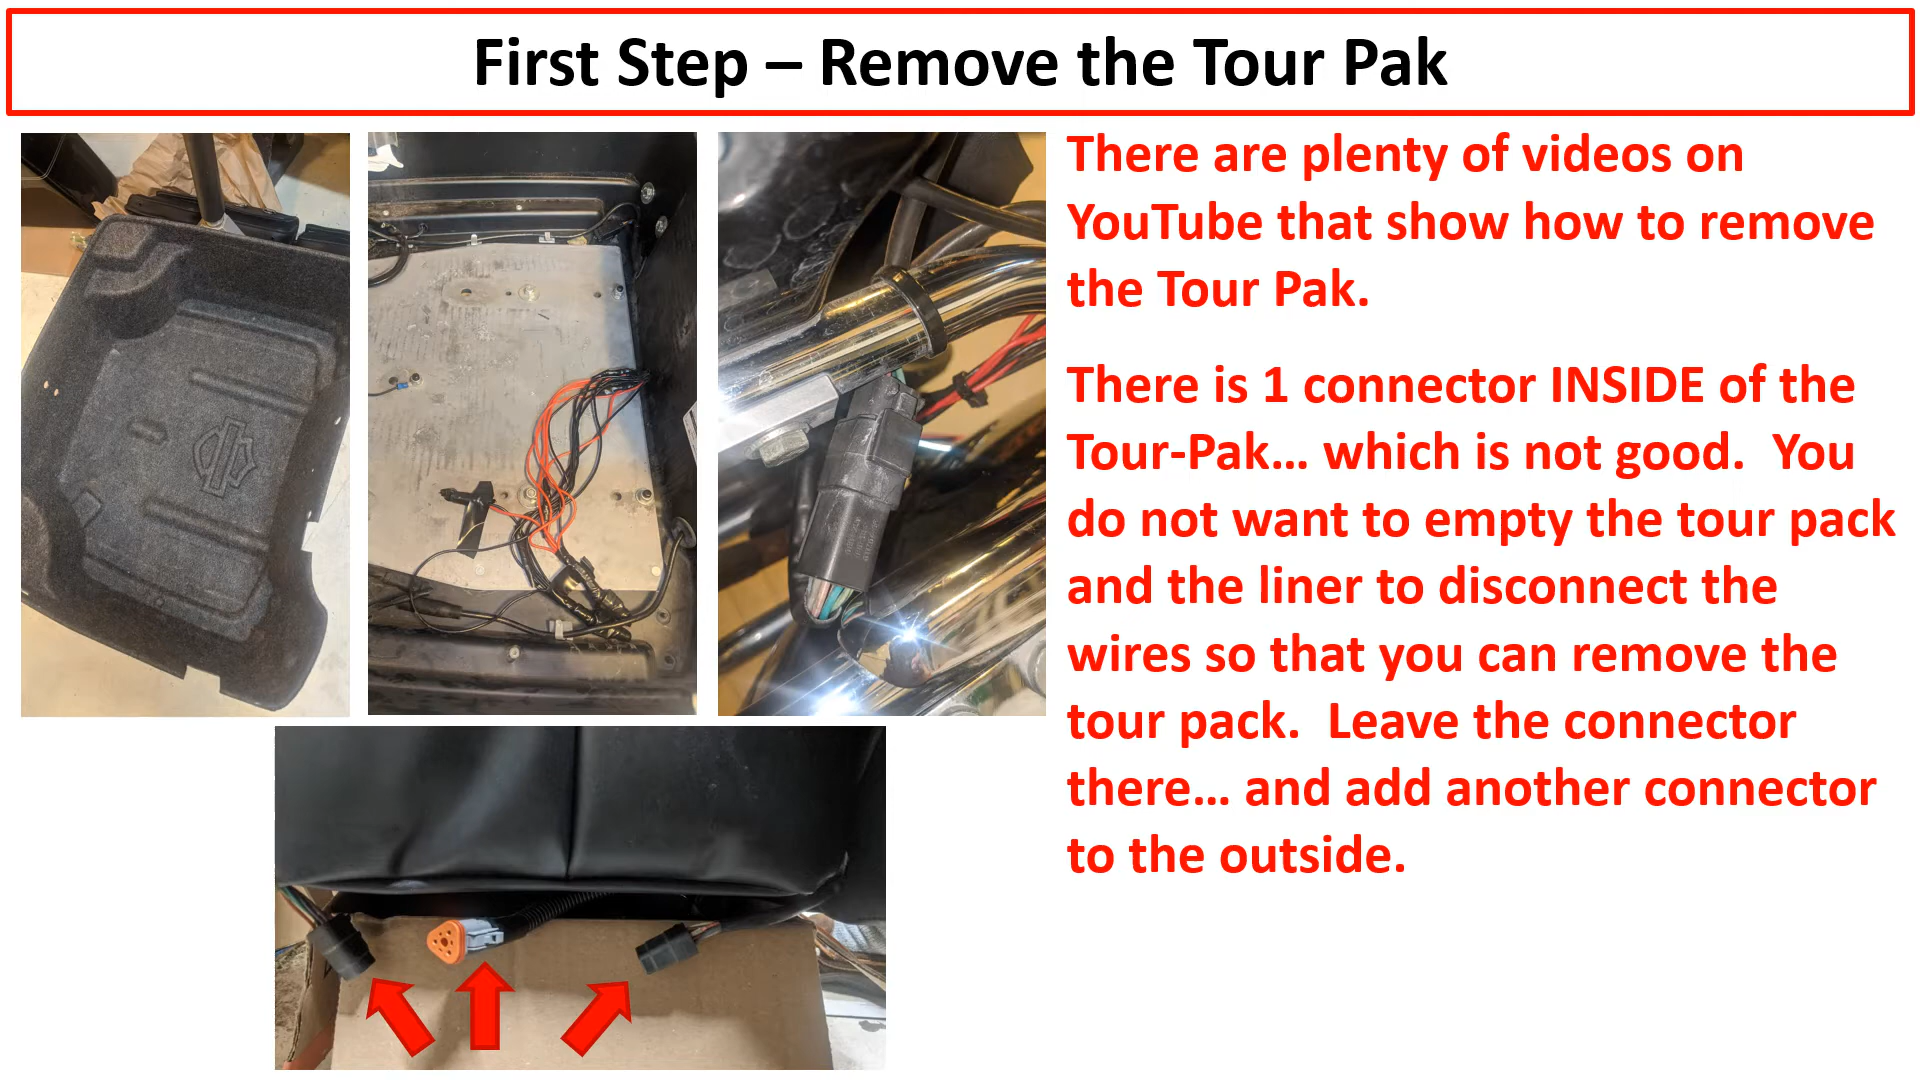 First Step – Remove the Tour Pak
There are plenty of videos on
YouTube that show how to remove
the Tour Pak.
There is 1 connector INSIDE of the
Tour-Pak… which is not good.  You
do not want to empty the tour pack
and the liner to disconnect the
wires so that you can remove the
tour pack.  Leave the connector
there… and add another connector
to the outside.